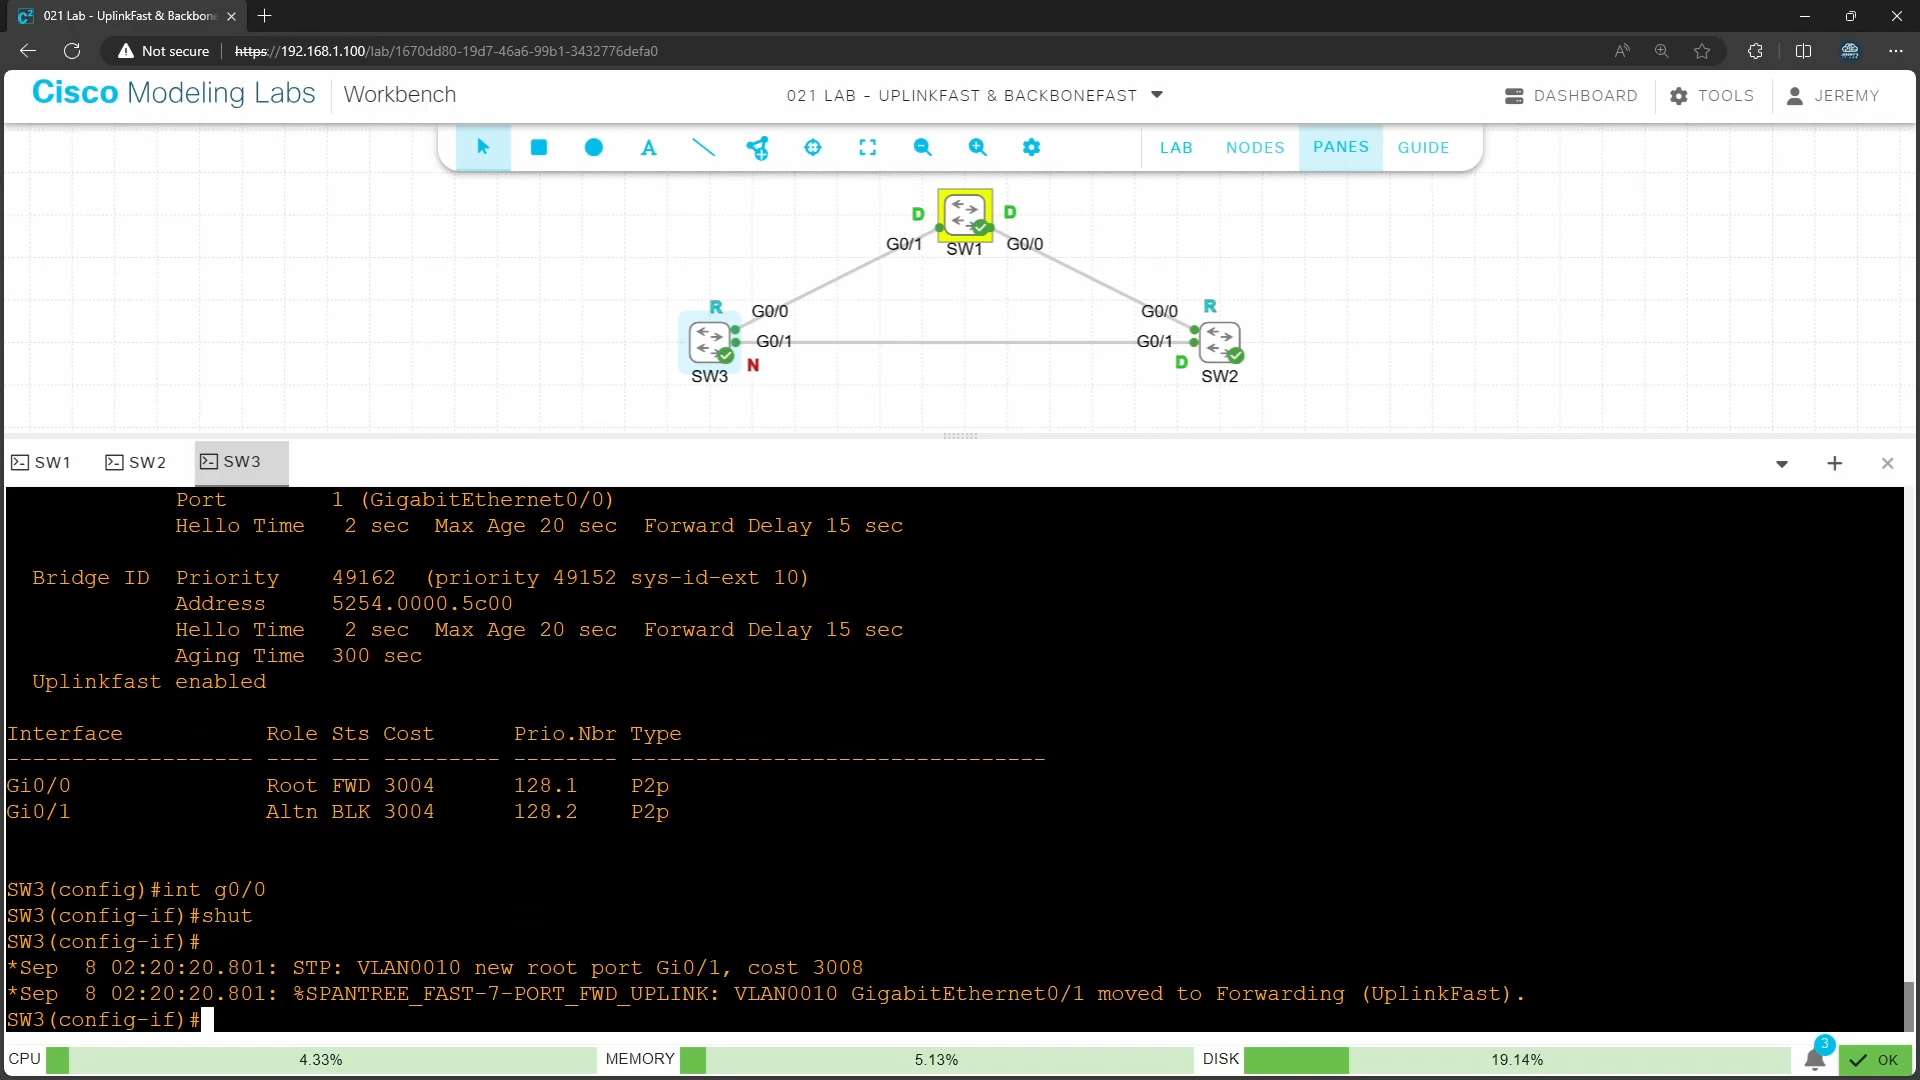 021 Lab - UplinkFast & Backbone
Not secure https://192.168.1.100/lab/1670dd80-19d7-46a6-99b1-3432776defa0
Cisco Modeling Labs Workbench
021 LAB - UPLINKFAST & BACKBONEFAST
DASHBOARD TOOLS JEREMY
A LAB NODES PANES GUIDE
D D
G0/1 SW1 G0/0
R G0/0 G0/0 R
G0/1 G0/1
N D
SW3 SW2
SW1 SW2 SW3
Port 1 (GigabitEthernet0/0)
Hello Time 2 sec Max Age 20 sec Forward Delay 15 sec
Bridge ID Priority 49162 (priority 49152 sys-id-ext 10)
Address 5254.0000.5c00
Hello Time 2 sec Max Age 20 sec Forward Delay 15 sec
Aging Time 300 sec
Uplinkfast enabled
Interface Role Sts Cost Prio.Nbr Type
------------------- ---- --- --------- -------- --------------------------------
Gi0/0 Root FWD 3004 128.1 P2p
Gi0/1 Altn BLK 3004 128.2 P2p
SW3(config)#int g0/0
SW3(config-if)#shut
SW3(config-if)#
*Sep 8 02:20:20.801: STP: VLAN0010 new root port Gi0/1, cost 3008
*Sep 8 02:20:20.801: %SPANTREE_FAST-7-PORT_FWD_UPLINK: VLAN0010 GigabitEthernet0/1 moved to Forwarding (UplinkFast).
SW3(config-if)#
CPU 4.33% MEMORY 5.13% DISK 19.14% 3 OK